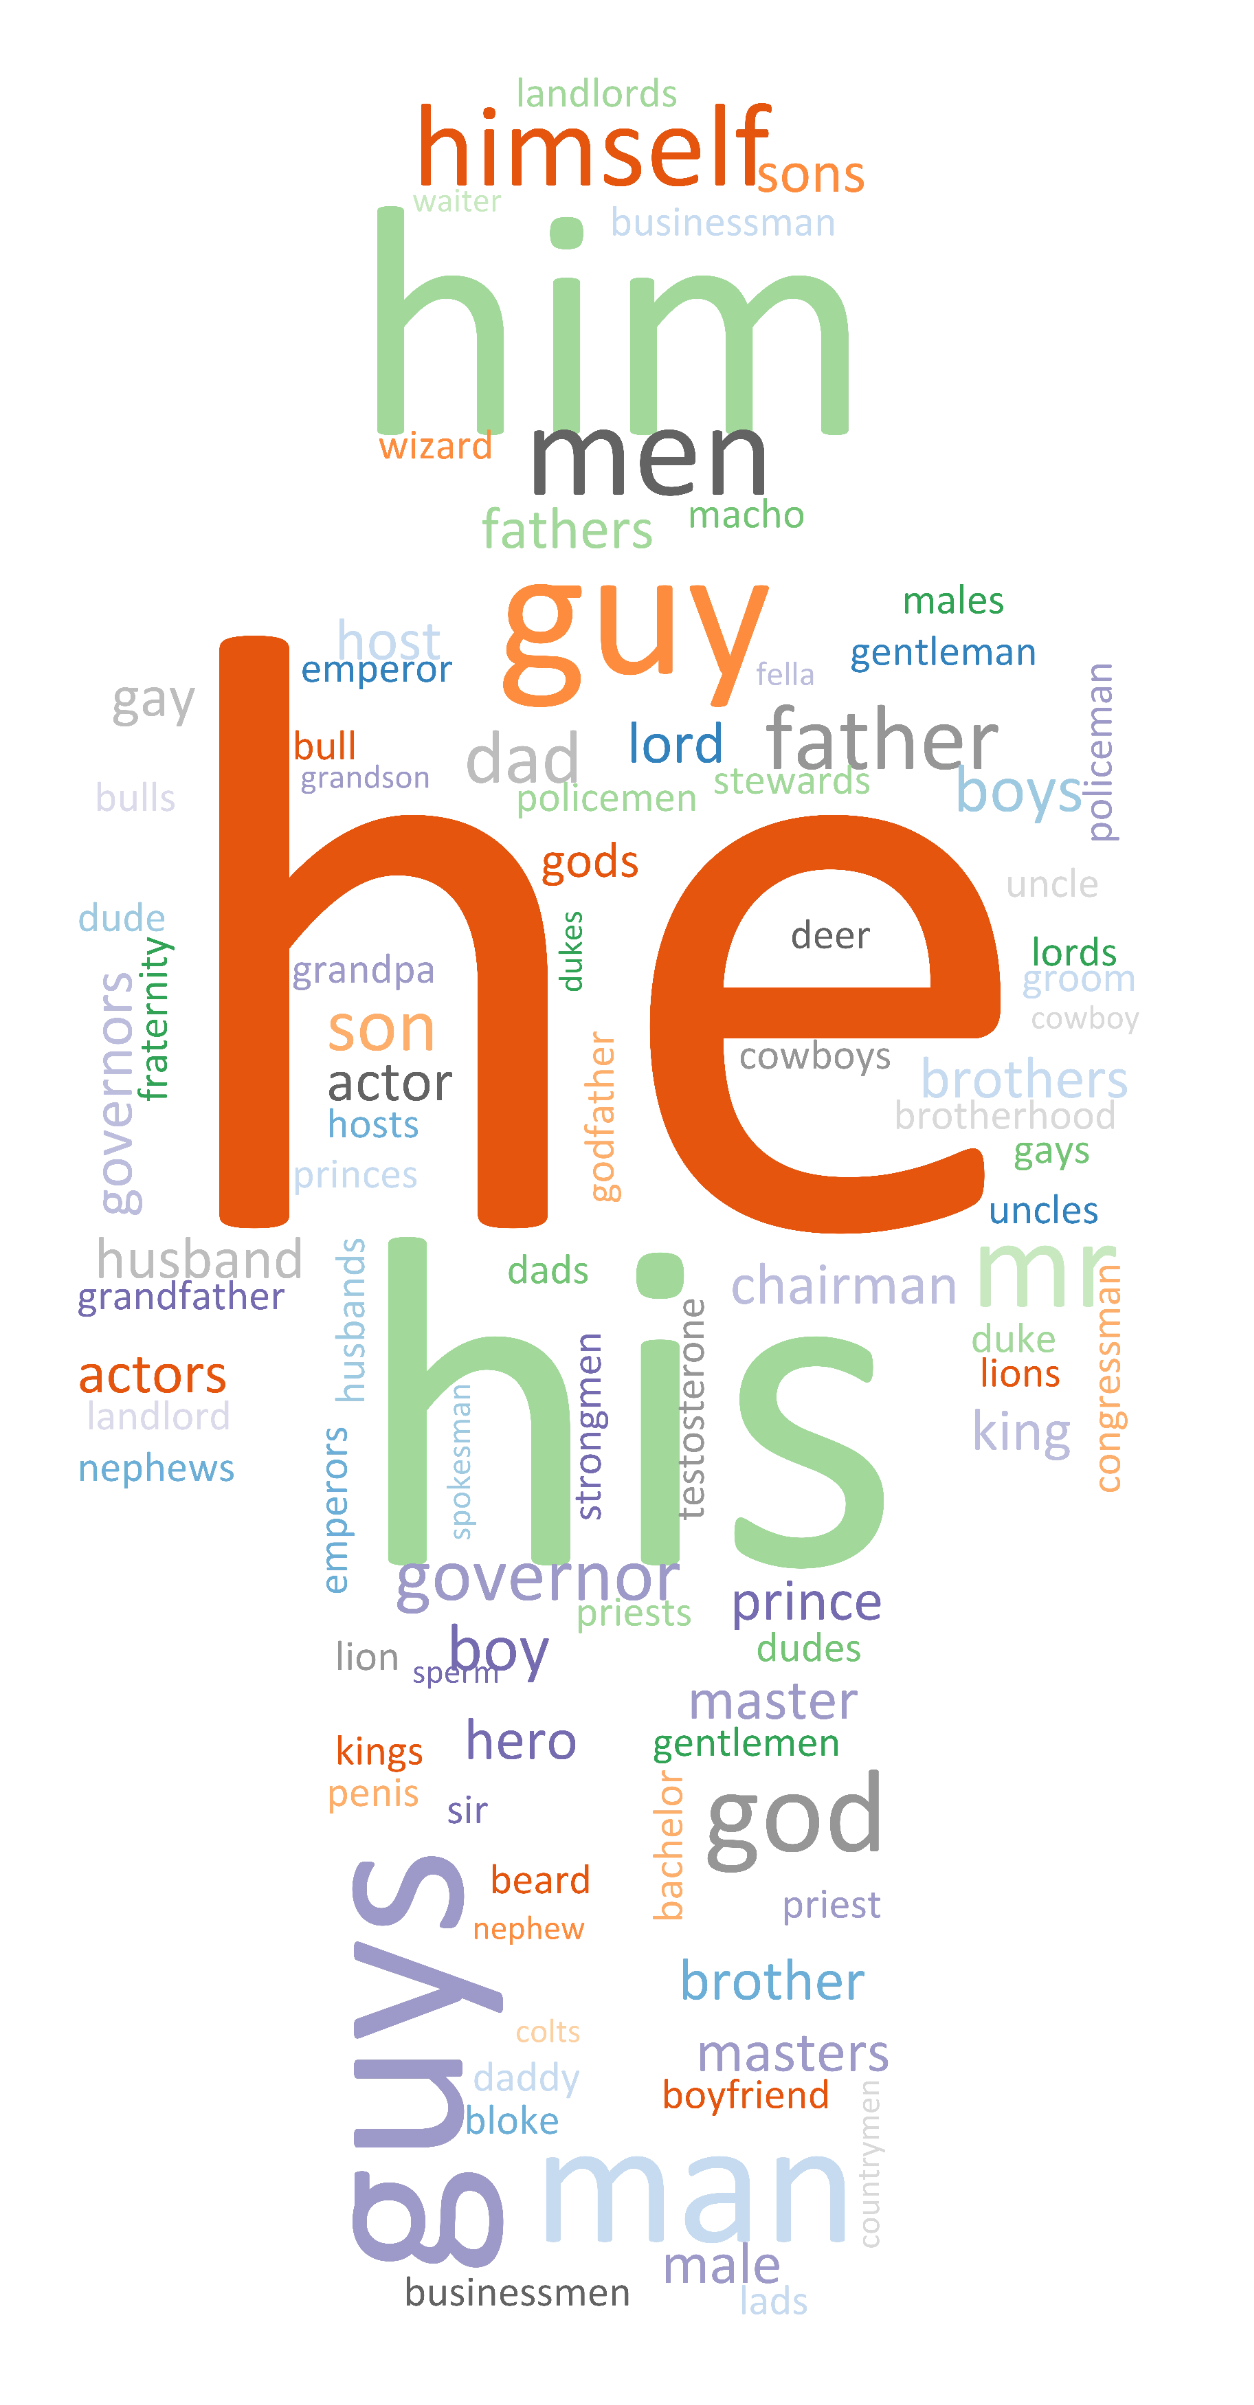 landlords
himself
sons
waiter
businessman
him
wizard
men
fathers
macho
guy
males
host
emperor
gentleman
fella
gay
policeman
bull
dad
lord
father
grandson
bulls
policemen
stewards
boys
he
gods
uncle
dude
dukes
deer
fraternity
lords
grandpa
groom
governors
cowboy
son
godfather
cowboys
actor
brothers
brotherhood
hosts
gays
princes
uncles
husband
husbands
dads
chairman
mr
grandfather
his
congressman
testosterone
duke
actors
strongmen
lions
landlord
spokesman
king
nephews
emperors
governor
priests
prince
lion
sperm
boy
dudes
master
hero
gentlemen
kings
penis
sir
bachelor
god
guys
beard
priest
nephew
brother
colts
masters
daddy
boyfriend
bloke
countrymen
man
male
businessmen
lads